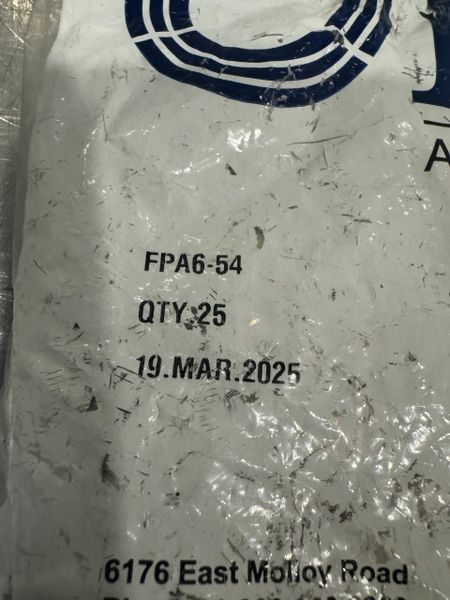 FPA6-54
QTY.25
19.MAR.2025
6176 East Molloy Road